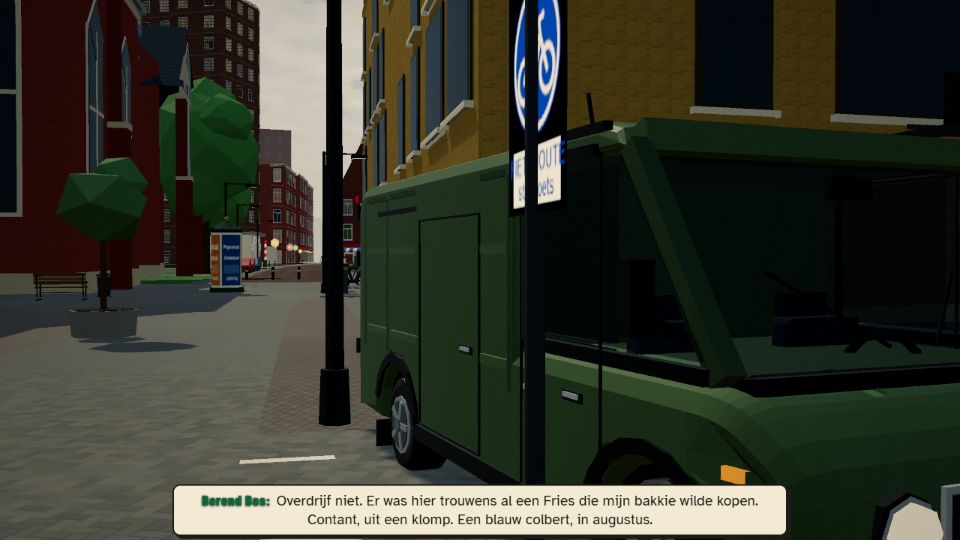 Berend Bes: Overdrijf niet. Er was hier trouwens al een Fries die mijn bakkie wilde kopen.
Contant, uit een klomp. Een blauw colbert, in augustus.